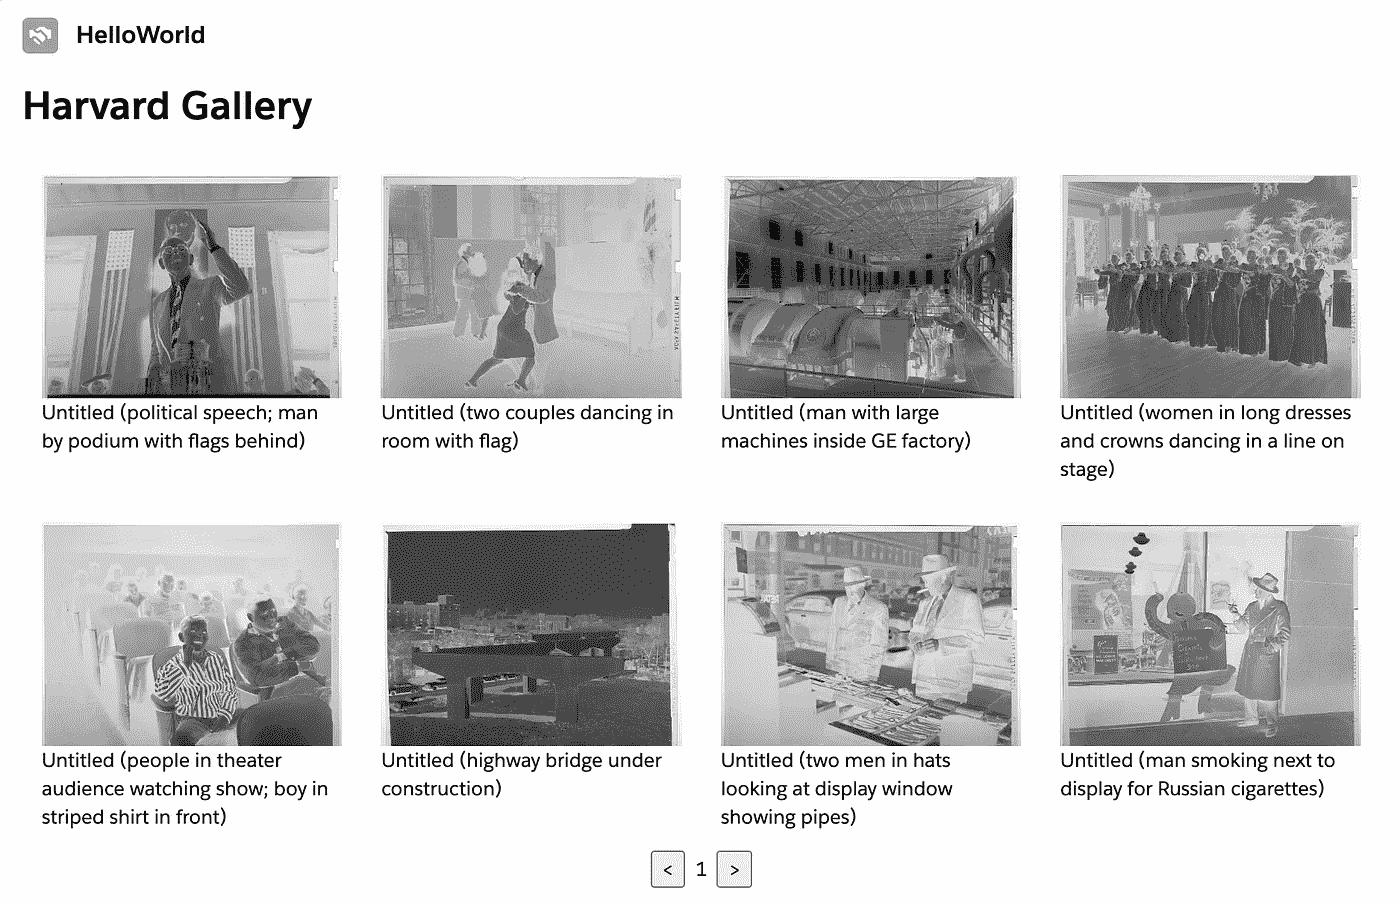 HelloWorld
Harvard Gallery
Untitled (political speech; man
by podium with flags behind)
Untitled (two couples dancing in
room with flag)
Untitled (man with large
machines inside GE factory)
Untitled (women in long dresses
and crowns dancing in a line on
stage)
Untitled (people in theater
audience watching show; boy in
striped shirt in front)
Untitled (highway bridge under
construction)
Untitled (two men in hats
looking at display window
showing pipes)
Untitled (man smoking next to
display for Russian cigarettes)
< 1 >